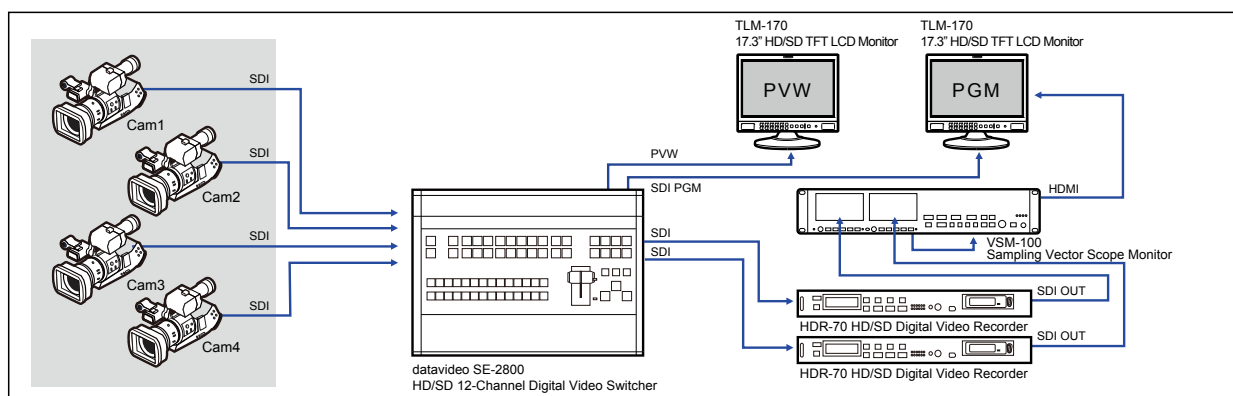 TLM-170
17.3" HD/SD TFT LCD Monitor
TLM-170
17.3" HD/SD TFT LCD Monitor
PVW
PGM
SDI
Cam1
SDI
Cam2
SDI
Cam3
SDI
Cam4
PVW
SDI PGM
HDMI
SDI
SDI
VSM-100
Sampling Vector Scope Monitor
SDI OUT
HDR-70 HD/SD Digital Video Recorder
SDI OUT
HDR-70 HD/SD Digital Video Recorder
datavideo SE-2800
HD/SD 12-Channel Digital Video Switcher